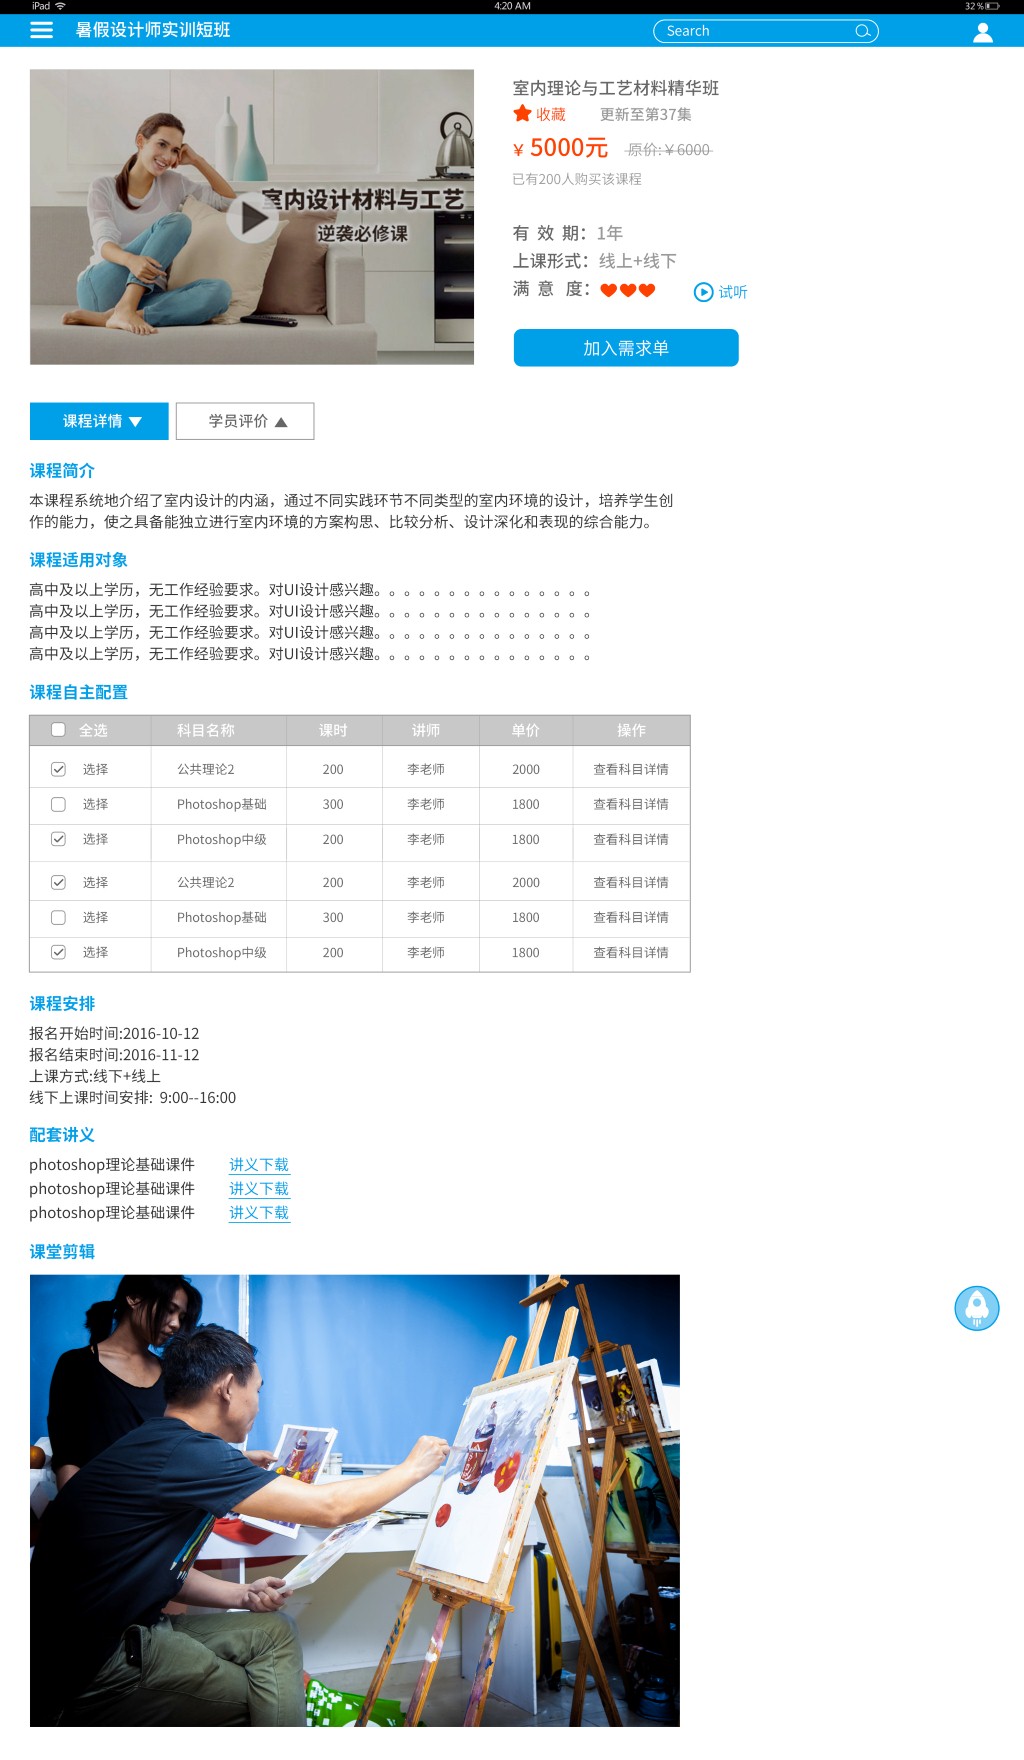 iPad 4:20 AM 32%
暑假设计师实训短班 Search
室内设计材料与工艺
逆袭必修课
室内理论与工艺材料精华班
收藏 更新至第37集
¥ 5000元 原价:¥6000
已有200人购买该课程
有 效 期：1年
上课形式：线上+线下
满 意 度：
试听
加入需求单
课程详情 学员评价
课程简介
本课程系统地介绍了室内设计的内涵，通过不同实践环节不同类型的室内环境的设计，培养学生创
作的能力，使之具备能独立进行室内环境的方案构思、比较分析、设计深化和表现的综合能力。
课程适用对象
高中及以上学历，无工作经验要求。对UI设计感兴趣。。。。。。。。。。。。。。。
高中及以上学历，无工作经验要求。对UI设计感兴趣。。。。。。。。。。。。。。。
高中及以上学历，无工作经验要求。对UI设计感兴趣。。。。。。。。。。。。。。。
高中及以上学历，无工作经验要求。对UI设计感兴趣。。。。。。。。。。。。。。。
课程自主配置
全选 科目名称 课时 讲师 单价 操作
选择 公共理论2 200 李老师 2000 查看科目详情
选择 Photoshop基础 300 李老师 1800 查看科目详情
选择 Photoshop中级 200 李老师 1800 查看科目详情
选择 公共理论2 200 李老师 2000 查看科目详情
选择 Photoshop基础 300 李老师 1800 查看科目详情
选择 Photoshop中级 200 李老师 1800 查看科目详情
课程安排
报名开始时间:2016-10-12
报名结束时间:2016-11-12
上课方式:线下+线上
线下上课时间安排: 9:00--16:00
配套讲义
photoshop理论基础课件 讲义下载
photoshop理论基础课件 讲义下载
photoshop理论基础课件 讲义下载
课堂剪辑